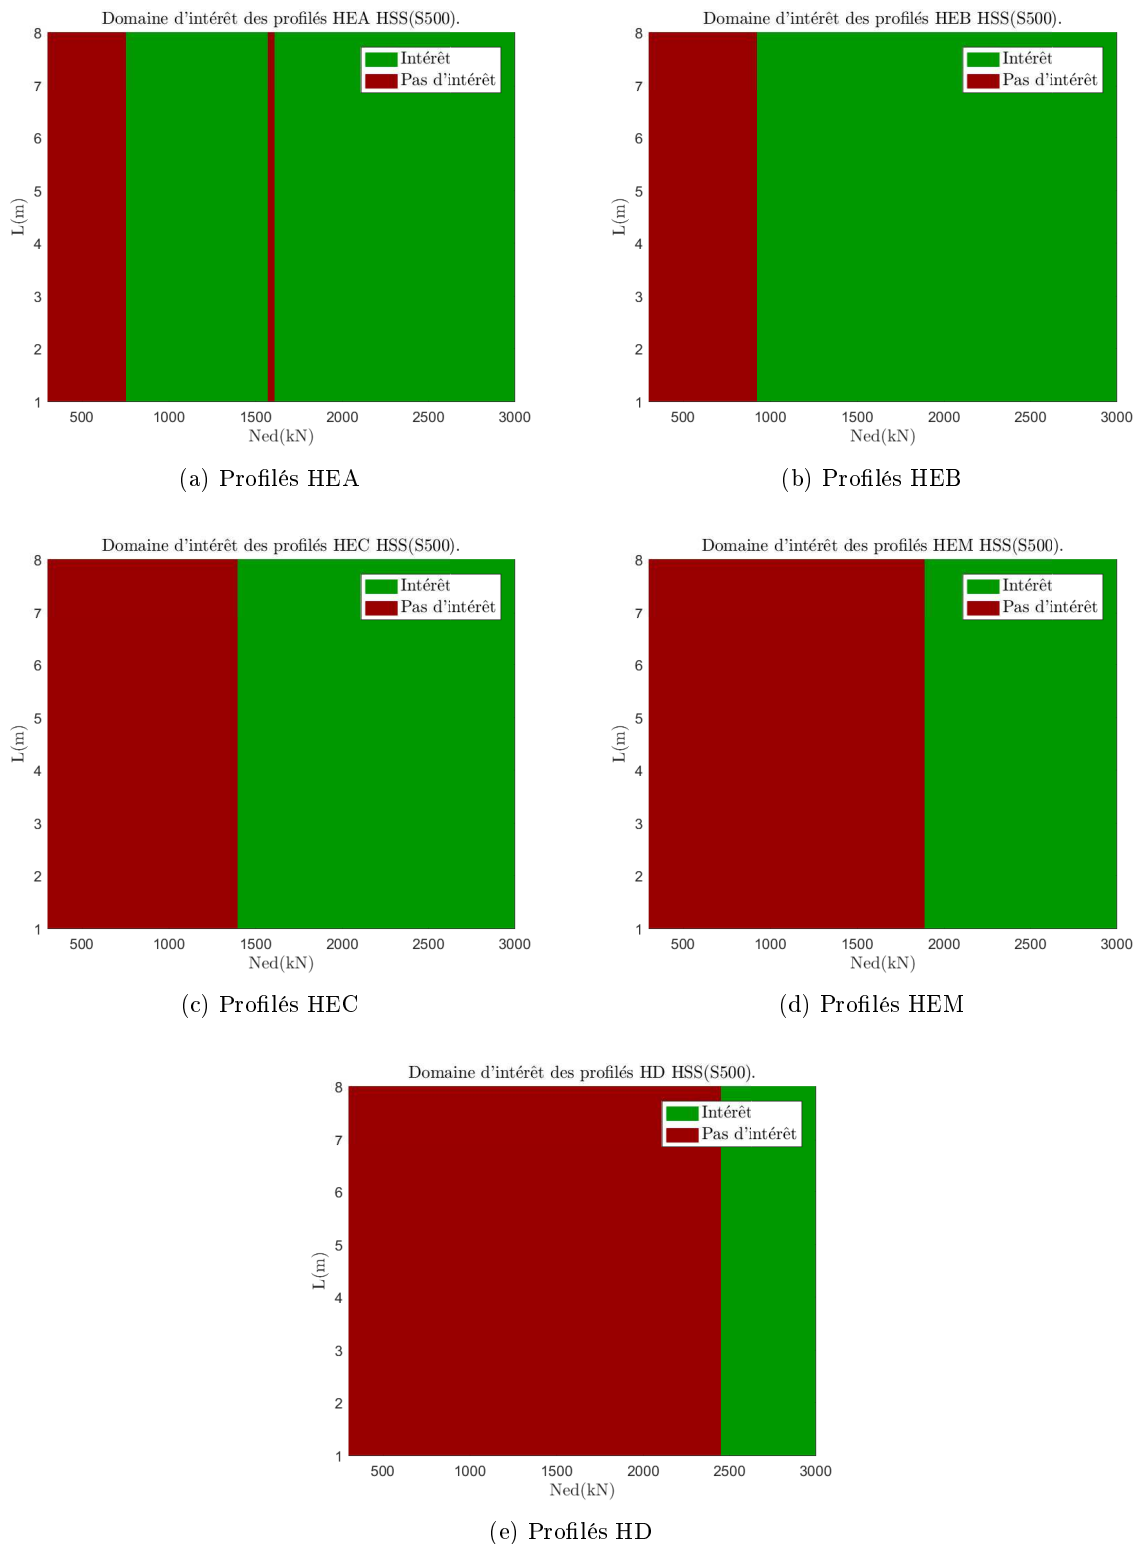 Domaine d'intérêt des profilés HEA HSS(S500).
8
7
6
5
4
3
2
1
L(m)
Intérêt
Pas d'intérêt
500 1000 1500 2000 2500 3000
Ned(kN)
(a) Profilés HEA
Domaine d'intérêt des profilés HEB HSS(S500).
8
7
6
5
4
3
2
1
L(m)
Intérêt
Pas d'intérêt
500 1000 1500 2000 2500 3000
Ned(kN)
(b) Profilés HEB
Domaine d'intérêt des profilés HEC HSS(S500).
8
7
6
5
4
3
2
1
L(m)
Intérêt
Pas d'intérêt
500 1000 1500 2000 2500 3000
Ned(kN)
(c) Profilés HEC
Domaine d'intérêt des profilés HEM HSS(S500).
8
7
6
5
4
3
2
1
L(m)
Intérêt
Pas d'intérêt
500 1000 1500 2000 2500 3000
Ned(kN)
(d) Profilés HEM
Domaine d'intérêt des profilés HD HSS(S500).
8
7
6
5
4
3
2
1
L(m)
Intérêt
Pas d'intérêt
500 1000 1500 2000 2500 3000
Ned(kN)
(e) Profilés HD